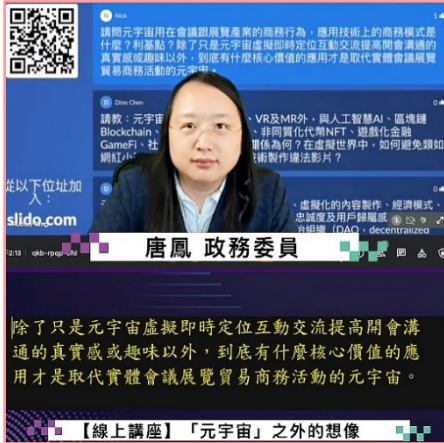 Nick
請問元宇宙用在會議跟展覽產業的商務行為,應用技術上的商務模式是
什麼?利基點?除了只是元宇宙虛擬即時定位互動交流提高開會溝通的
真實感或趣味以外,到底有什麼核心價值的應用才是取代實體會議展覽
貿易商務活動的元宇宙。
Dino Chen
請教:元宇宙
、VR及MR外,與人工智慧AI、區塊鏈
Blockchain、
、非同質化代幣NFT、遊戲化金融
GameFi、社
關係為何?在虛擬世界中,如何避免類如
網紅小
技術製作違法影片?
從以下位址加
入:
slido.com
、虛擬化的內容製作、經濟模式、
忠誠度及用戶歸屬感
治組織(DAO,decentralized
唐鳳 政務委員
除了只是元宇宙虛擬即時定位互動交流提高開會溝
通的真實感或趣味以外,到底有什麼核心價值的應
用才是取代實體會議展覽貿易商務活動的元宇宙。
【線上講座】「元宇宙」之外的想像